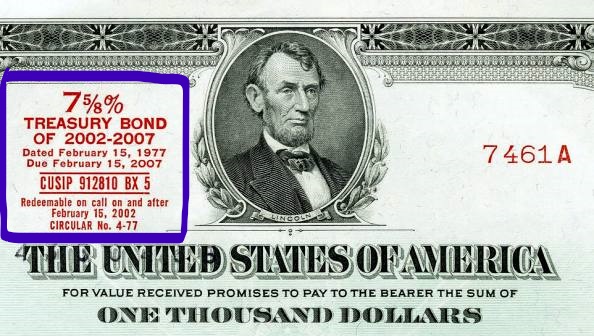 7⅝%
TREASURY BOND
OF 2002-2007
Dated February 15, 1977
Due February 15, 2007
CUSIP 912810 BX 5
Redeemable on call on and after
February 15, 2002
CIRCULAR No. 4-77
LINCOLN
7461A
THE UNITED STATES OF AMERICA
FOR VALUE RECEIVED PROMISES TO PAY TO THE BEARER THE SUM OF
ONE THOUSAND DOLLARS